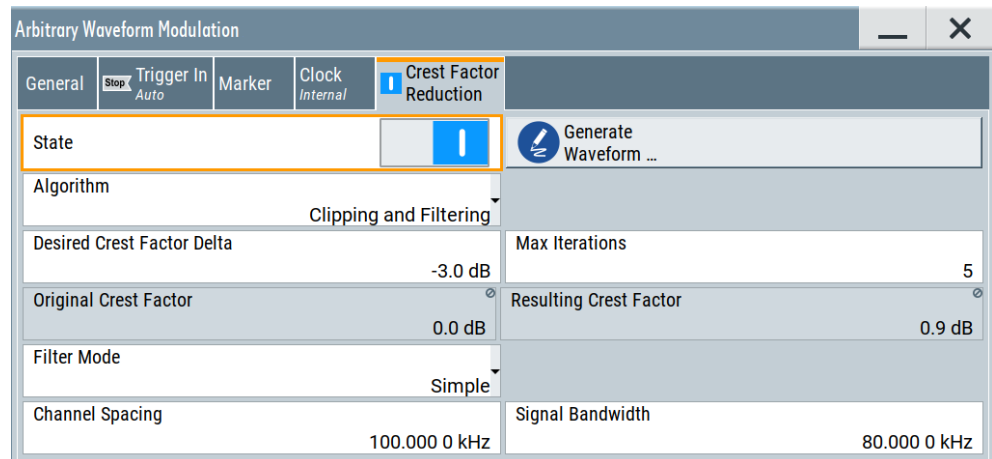 Arbitrary Waveform Modulation
General
Stop Trigger In
Auto
Marker
Clock
Internal
Crest Factor
Reduction
State
Generate
Waveform ...
Algorithm
Clipping and Filtering
Desired Crest Factor Delta
-3.0 dB
Max Iterations
5
Original Crest Factor
0.0 dB
Resulting Crest Factor
0.9 dB
Filter Mode
Simple
Channel Spacing
100.000 0 kHz
Signal Bandwidth
80.000 0 kHz